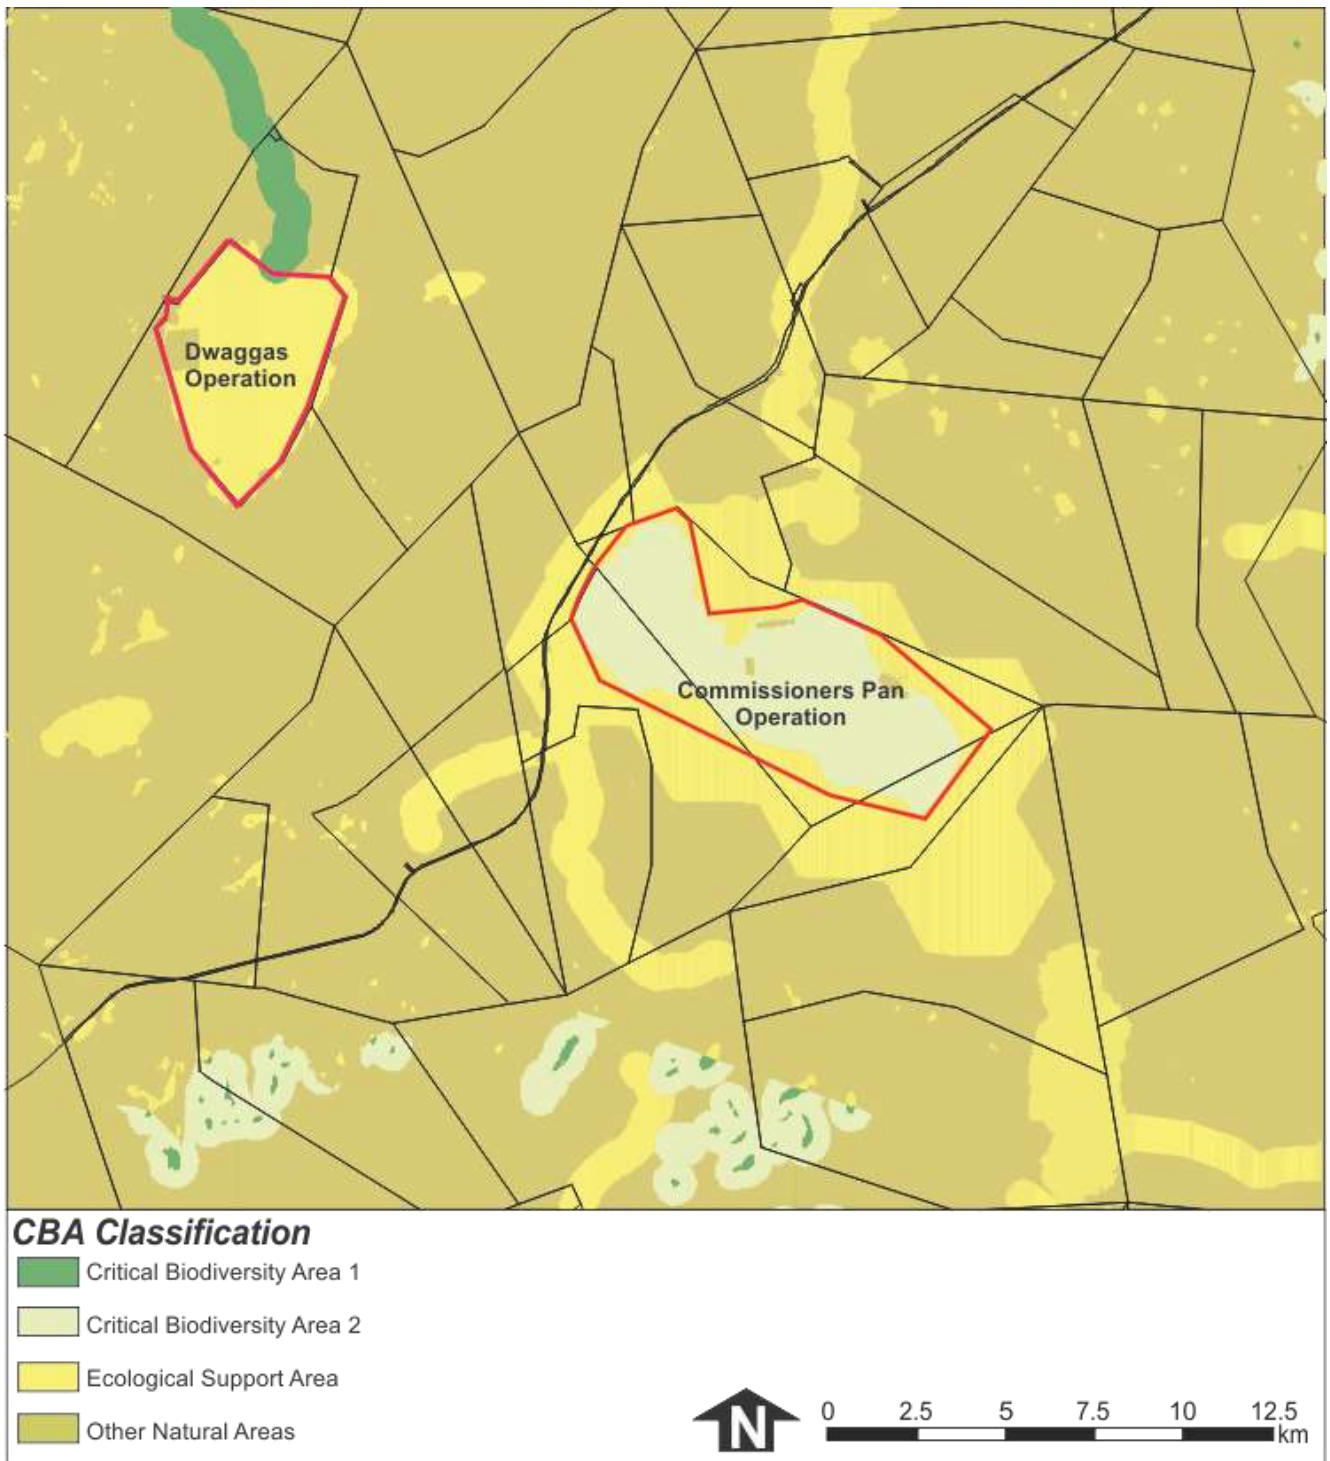 Dwaggas
Operation
Commissioners Pan
Operation
CBA Classification
Critical Biodiversity Area 1
Critical Biodiversity Area 2
Ecological Support Area
Other Natural Areas
N
0 2.5 5 7.5 10 12.5
km